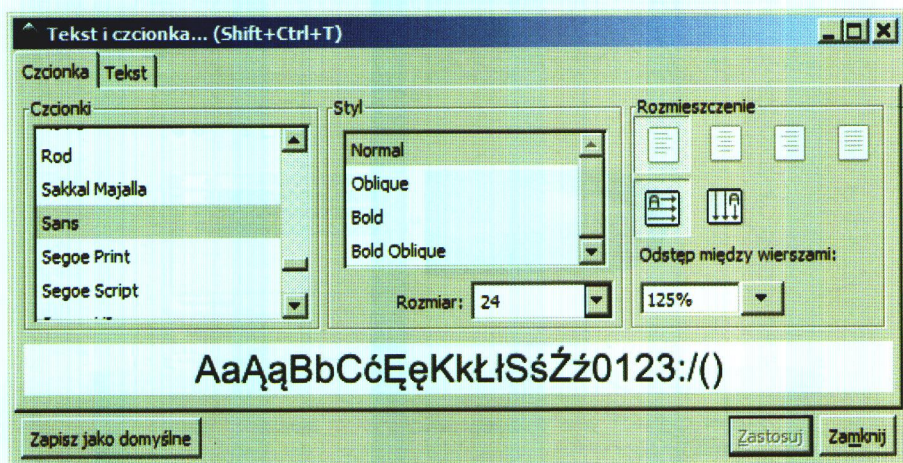 Tekst i czcionka... (Shift+Ctrl+T)
Czcionka Tekst
Czcionki
Rod
Sakkal Majalla
Sans
Segoe Print
Segoe Script
Styl
Normal
Oblique
Bold
Bold Oblique
Rozmiar: 24
Rozmieszczenie
Odstęp między wierszami:
125%
AaĄąBbCćĘęKkŁłSśŹź0123:/()
Zapisz jako domyślne
Zastosuj
Zamknij